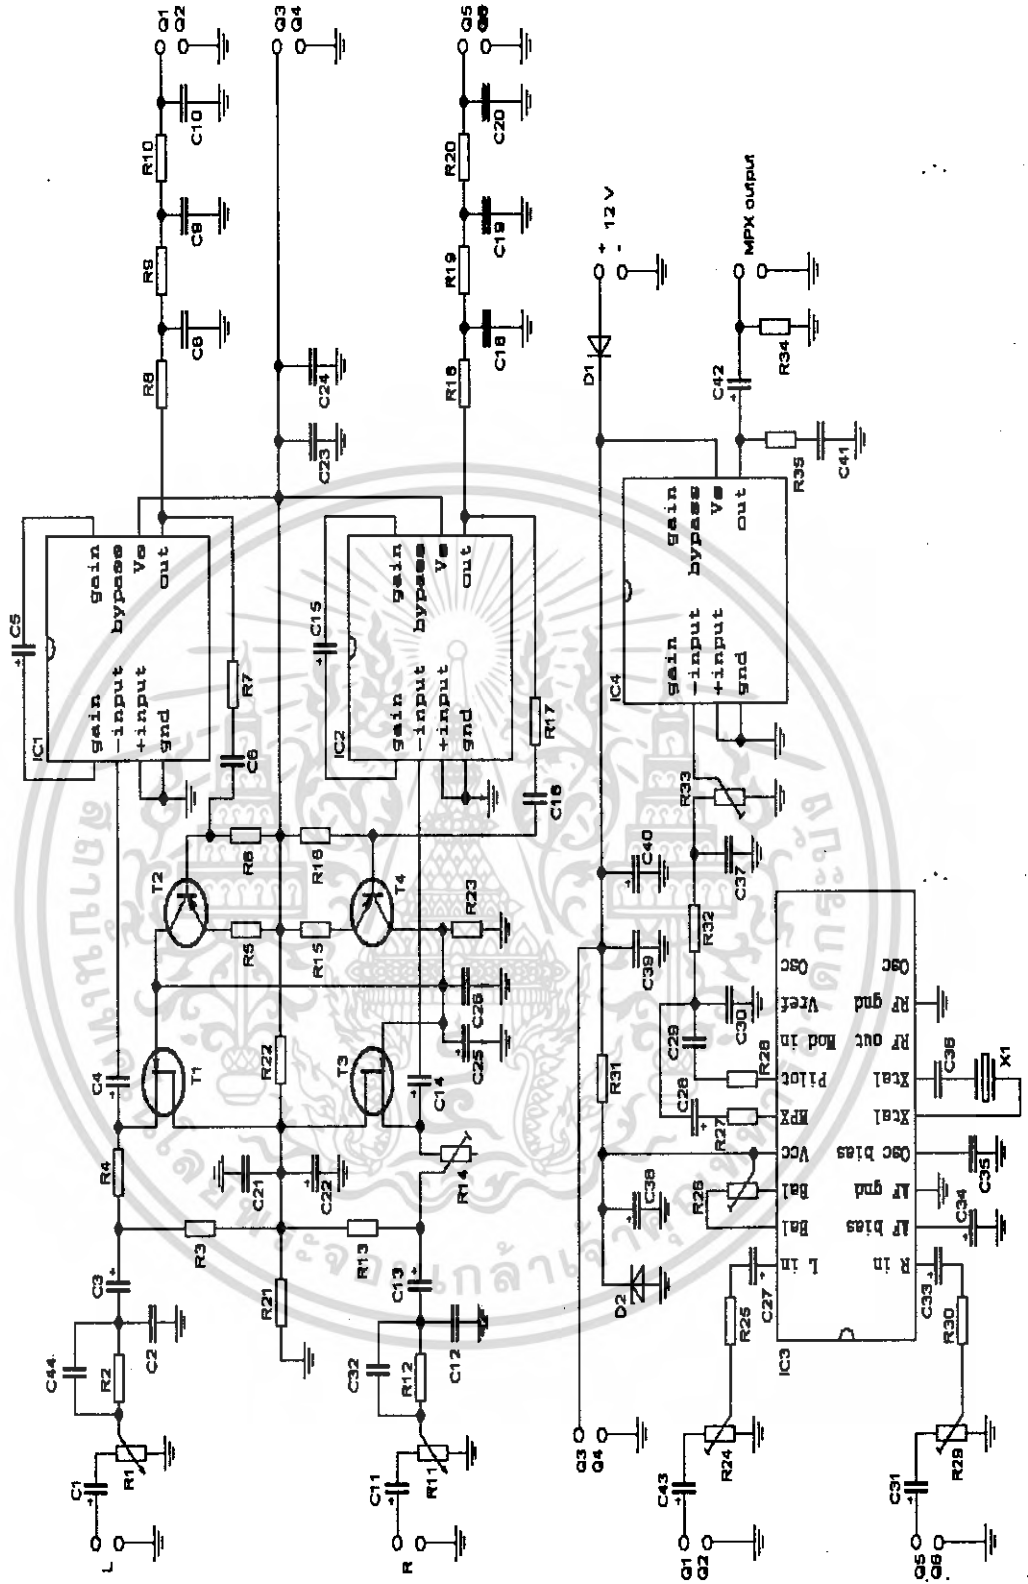 L
C1
R1
C44
R2
C2
C3
R3
R4
C4
T1
T2
R5
R6
C6
R7
IC1
gain
-input
+input
gnd
gain
bypass
Vs
out
C5
R8
C8
R9
C9
R10
C10
Q1
Q2
R21
C21
C22
R22
C23
C24
Q3
Q4
R
C11
R11
C32
R12
C12
C13
R13
R14
C14
T3
T4
R15
R16
C25
C26
R23
C16
R17
IC2
gain
-input
+input
gnd
gain
bypass
Vs
out
C15
R18
C18
R19
C19
R20
C20
Q5
Q6
Q3
Q4
D2
C38
R31
C39
C40
D1
+ 12 V
-
Q1
Q2
C43
R24
R25
C27
R26
R27
C28
R28
C29
C30
R32
C37
R33
IC3
L in
Bal
Bal
Vcc
MPX
Pilot
Mod in
Vref
Osc
R in
AF bias
AF gnd
Osc bias
Xtal
Xtal
RF out
RF gnd
Osc
Q5
Q6
C31
R29
R30
C33
C34
C35
C36
X1
IC4
gain
-input
+input
gnd
gain
bypass
Vs
out
R35
C41
C42
R34
MPX output